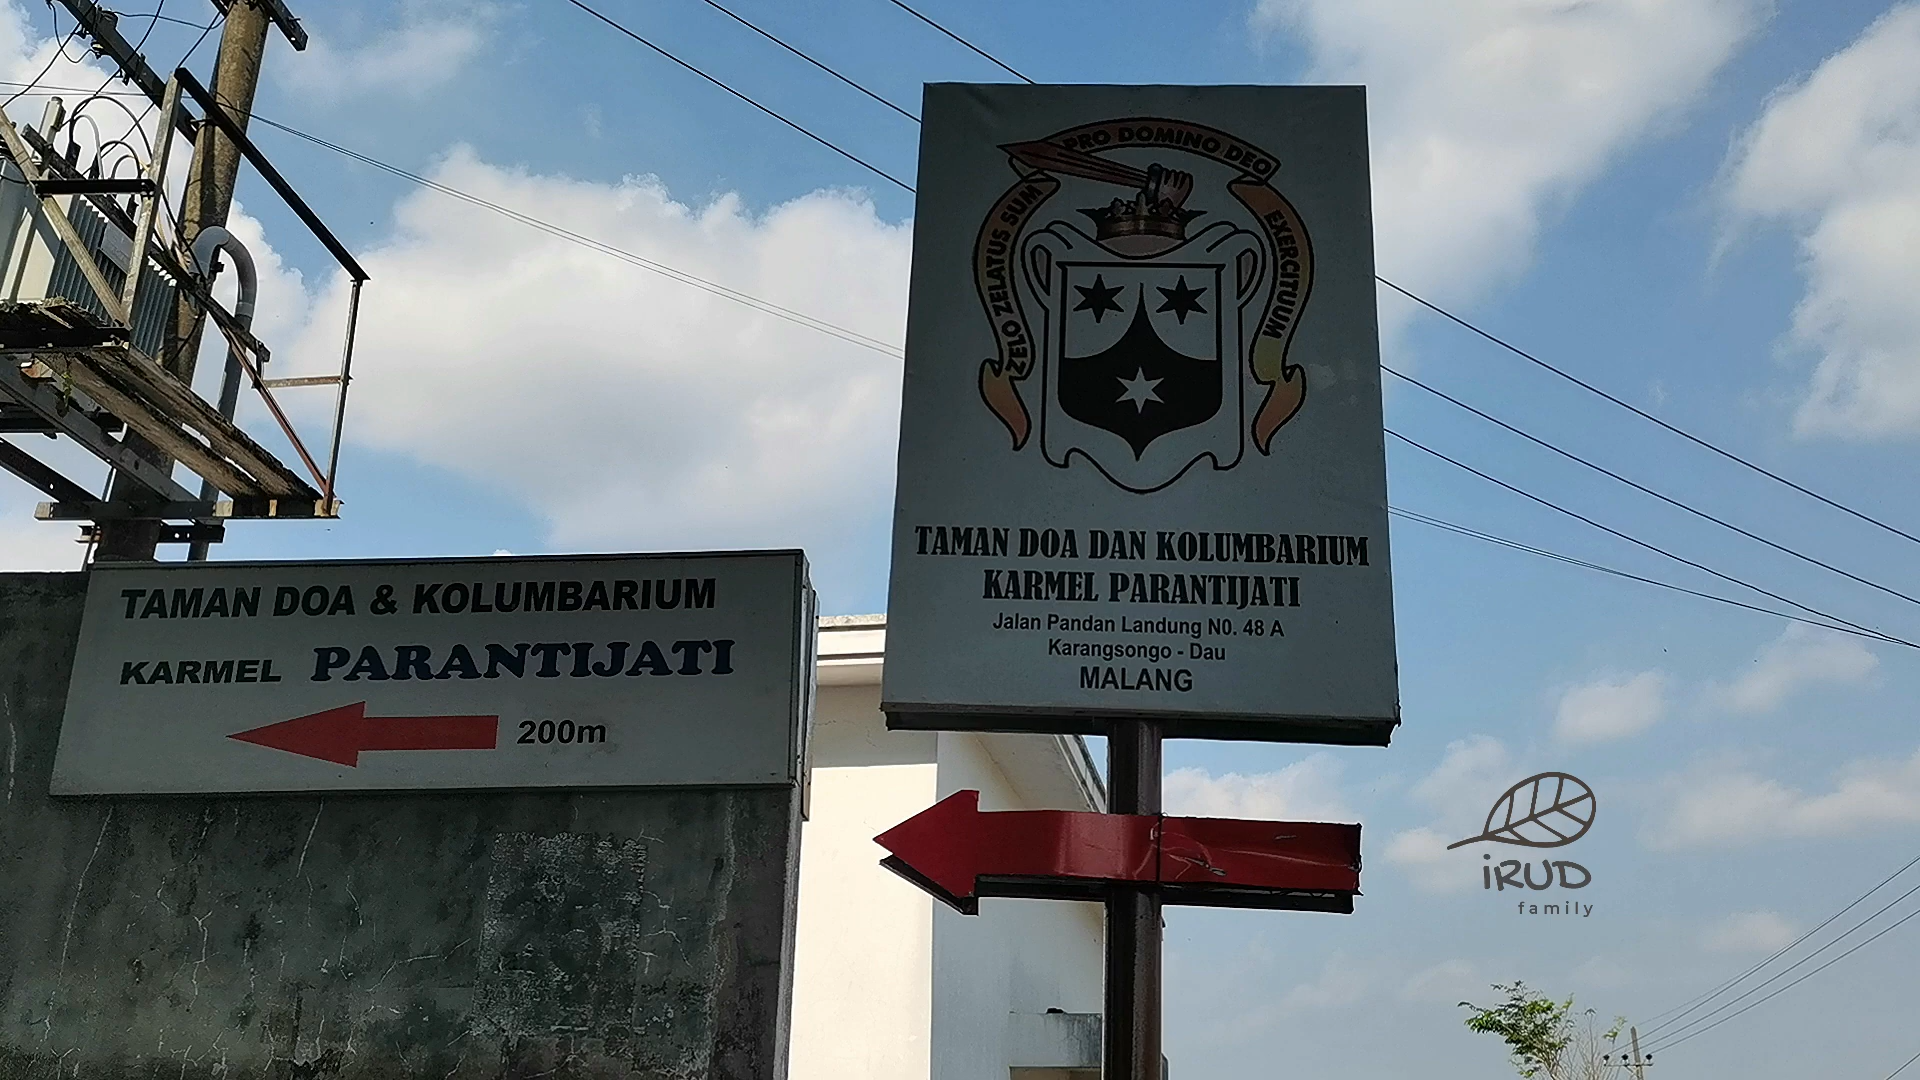 TAMAN DOA & KOLUMBARIUM
KARMEL PARANTIJATI
200m
ZELO ZELATUS SUM PRO DOMINO DEO EXERCITUUM
TAMAN DOA DAN KOLUMBARIUM
KARMEL PARANTIJATI
Jalan Pandan Landung N0. 48 A
Karangsongo - Dau
MALANG
iRUD
family